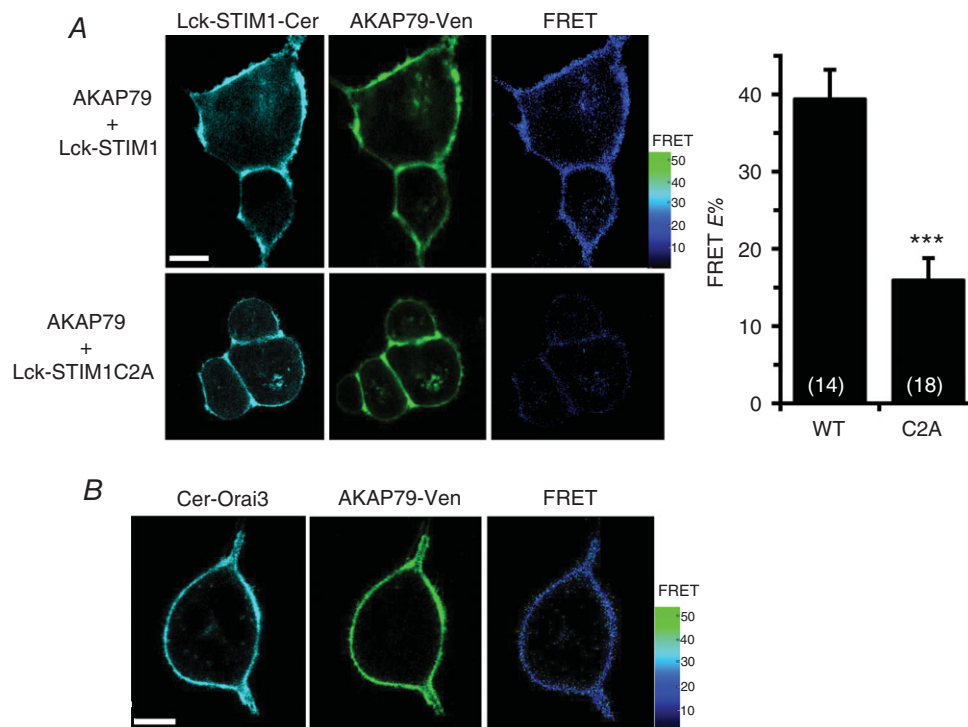 A
Lck-STIM1-Cer
AKAP79-Ven
FRET
AKAP79
+
Lck-STIM1
FRET
50
40
30
20
10
AKAP79
+
Lck-STIM1C2A
FRET E%
40
30
20
10
0
***
(14)
(18)
WT
C2A
B
Cer-Orai3
AKAP79-Ven
FRET
FRET
50
40
30
20
10